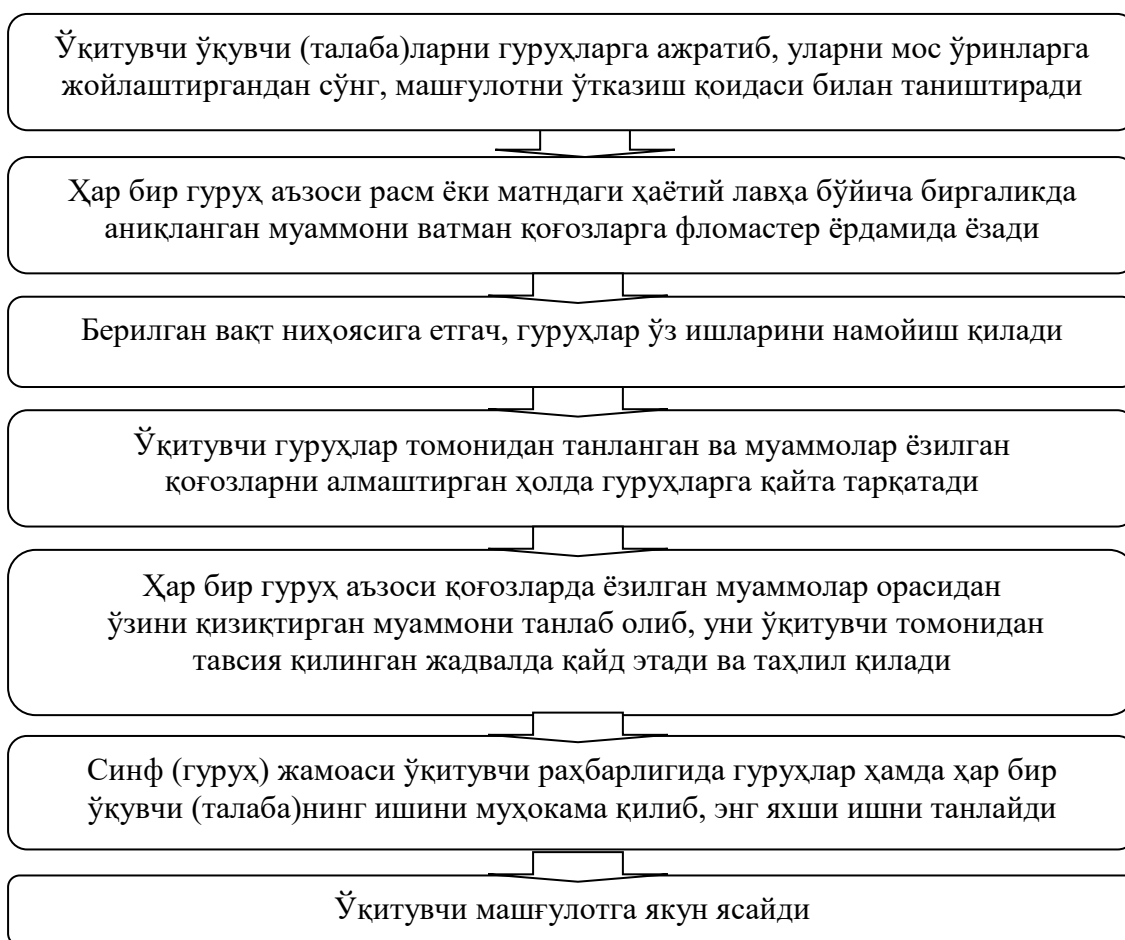 Ўқитувчи ўқувчи (талаба)ларни гуруҳларга ажратиб, уларни мос ўринларга
жойлаштиргандан сўнг, машғулотни ўтказиш қоидаси билан таништиради
Ҳар бир гуруҳ аъзоси расм ёки матндаги ҳаётий лавҳа бўйича биргаликда
аниқланган муаммони ватман қоғозларга фломастер ёрдамида ёзади
Берилган вақт ниҳоясига етгач, гуруҳлар ўз ишларини намойиш қилади
Ўқитувчи гуруҳлар томонидан танланган ва муаммолар ёзилган
қоғозларни алмаштирган ҳолда гуруҳларга қайта тарқатади
Ҳар бир гуруҳ аъзоси қоғозларда ёзилган муаммолар орасидан
ўзини қизиқтирган муаммони танлаб олиб, уни ўқитувчи томонидан
тавсия қилинган жадвалда қайд этади ва таҳлил қилади
Синф (гуруҳ) жамоаси ўқитувчи раҳбарлигида гуруҳлар ҳамда ҳар бир
ўқувчи (талаба)нинг ишини муҳокама қилиб, энг яхши ишни танлайди
Ўқитувчи машғулотга якун ясайди